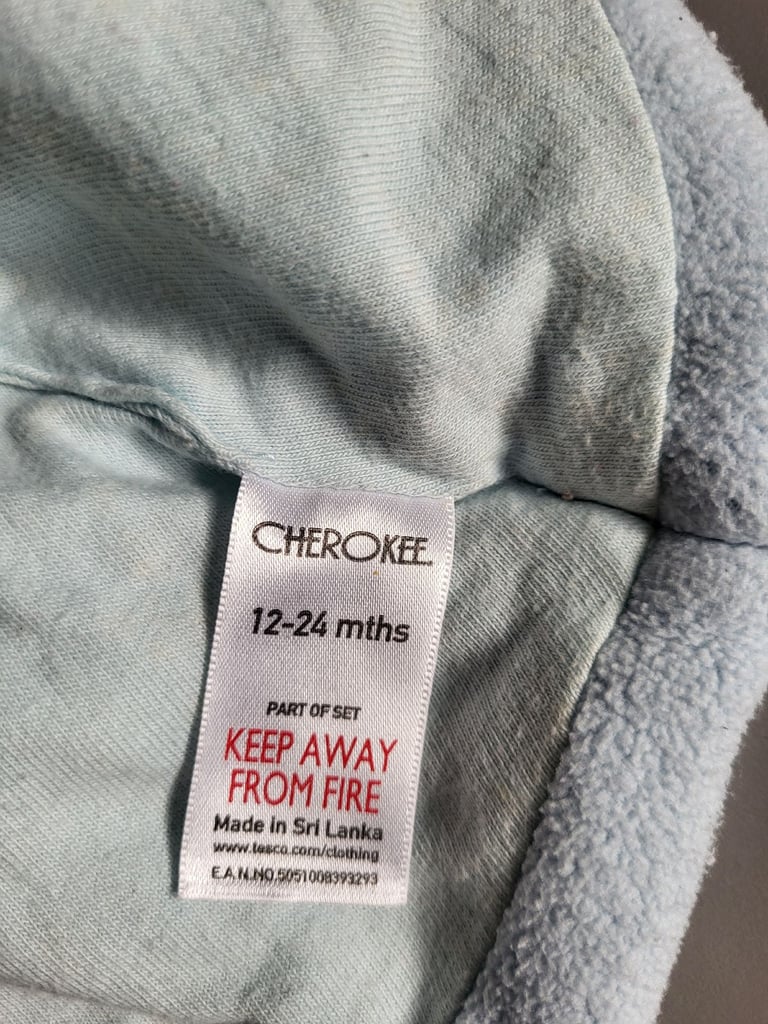 CHEROKEE
12-24 mths
PART OF SET
KEEP AWAY
FROM FIRE
Made in Sri Lanka
www.tesco.com/clothing
E.A.N.NO.5051008393293